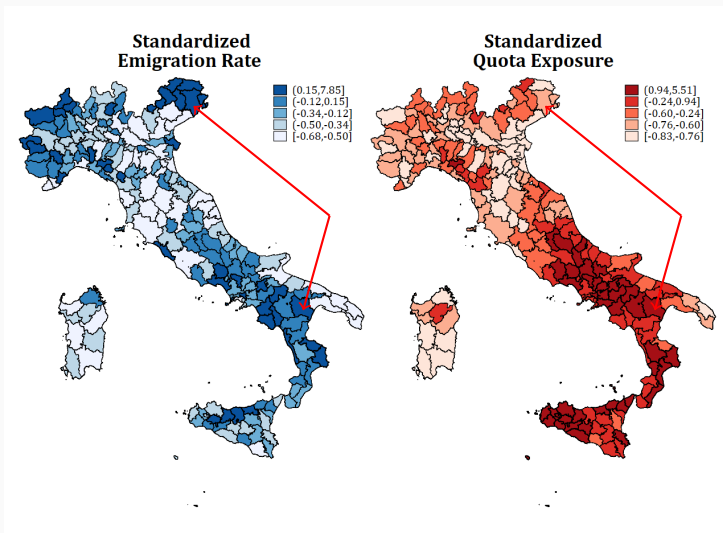 Standardized
Emigration Rate
(0.15,7.85]
(-0.12,0.15]
(-0.34,-0.12]
(-0.50,-0.34]
[-0.68,-0.50]
Standardized
Quota Exposure
(0.94,5.51]
(-0.24,0.94]
(-0.60,-0.24]
(-0.76,-0.60]
[-0.83,-0.76]